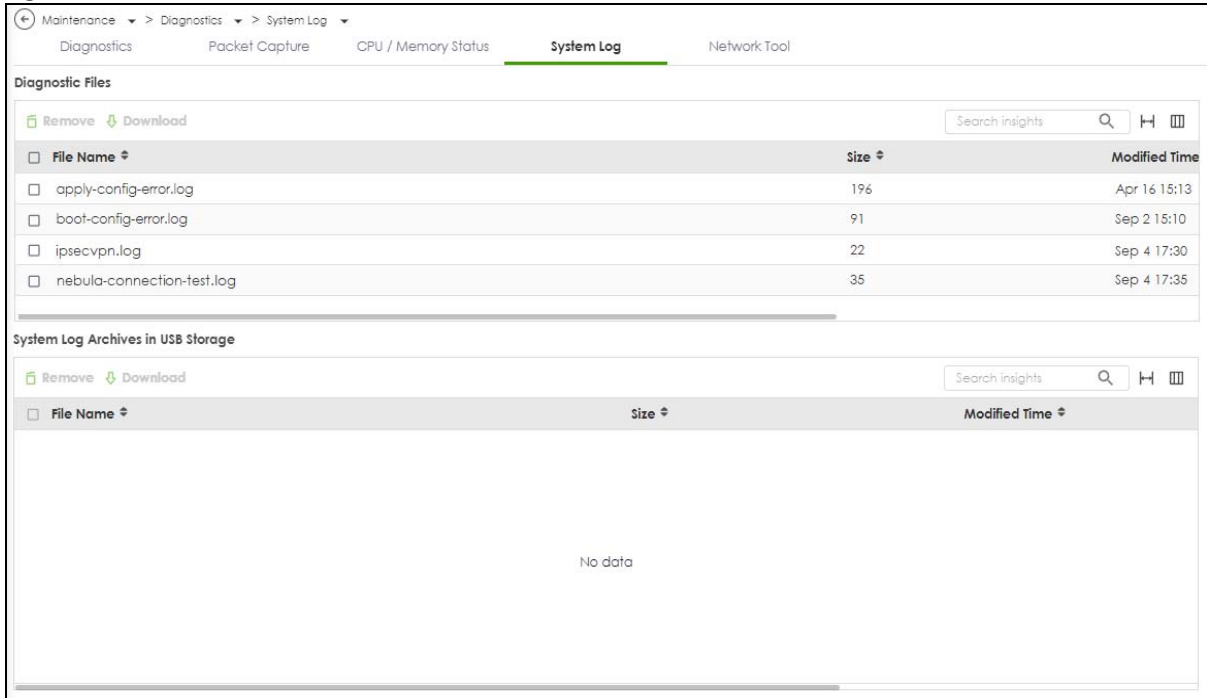 Maintenance > Diagnostics > System Log
Diagnostics Packet Capture CPU / Memory Status System Log Network Tool
Diagnostic Files
Remove Download Search insights
File Name Size Modified Time
apply-config-error.log 196 Apr 16 15:13
boot-config-error.log 91 Sep 2 15:10
ipsecvpn.log 22 Sep 4 17:30
nebula-connection-test.log 35 Sep 4 17:35
System Log Archives in USB Storage
Remove Download Search insights
File Name Size Modified Time
No data